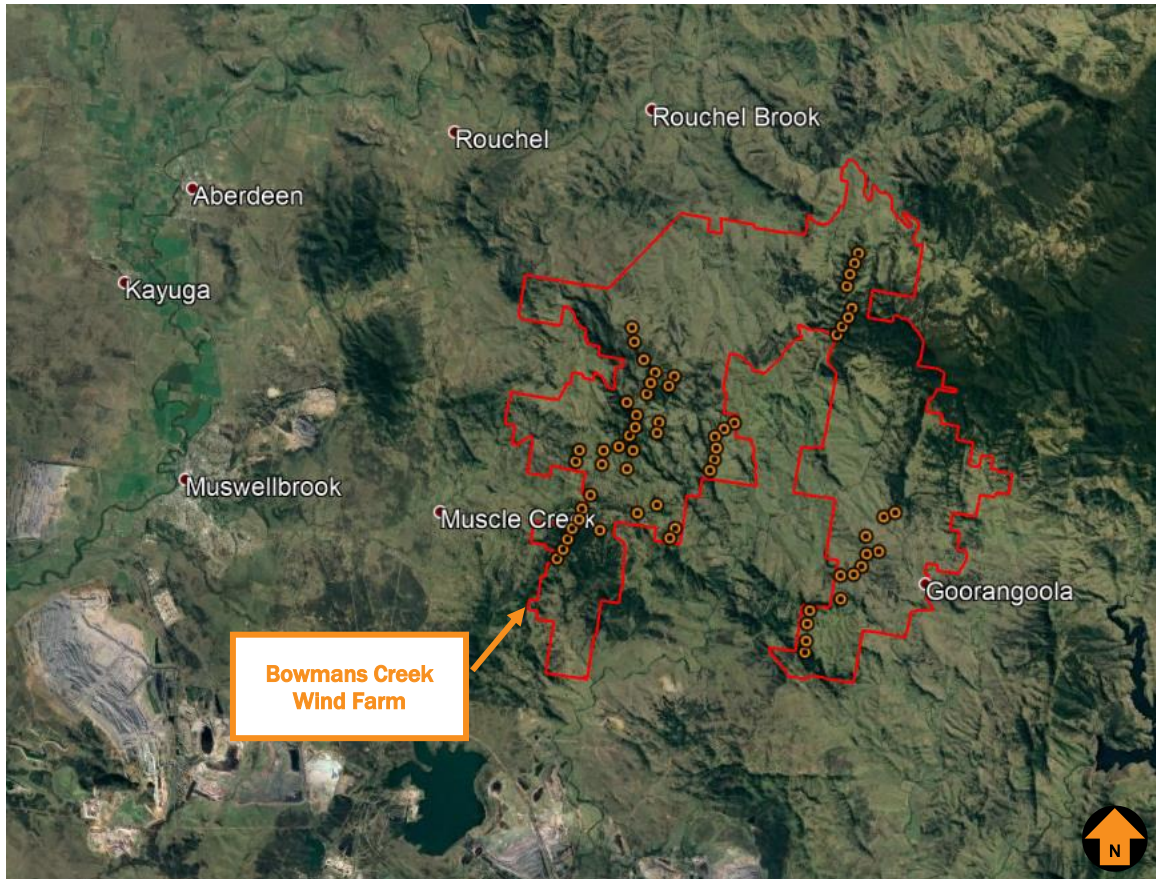 Rouchel Brook
Rouchel
Aberdeen
Kayuga
Muswellbrook
Muscle Creek
Goorangoola
Bowmans Creek
Wind Farm
N